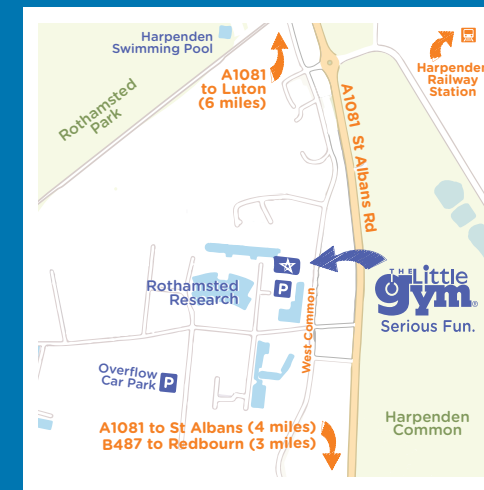 Harpenden
Swimming Pool
A1081
to Luton
(6 miles)
Harpenden
Railway
Station
Rothamsted
Park
A1081 St Albans Rd
THE
Little
gym®
Serious Fun.
Rothamsted
Research
P
West Common
Overflow
Car Park P
A1081 to St Albans (4 miles)
B487 to Redbourn (3 miles)
Harpenden
Common